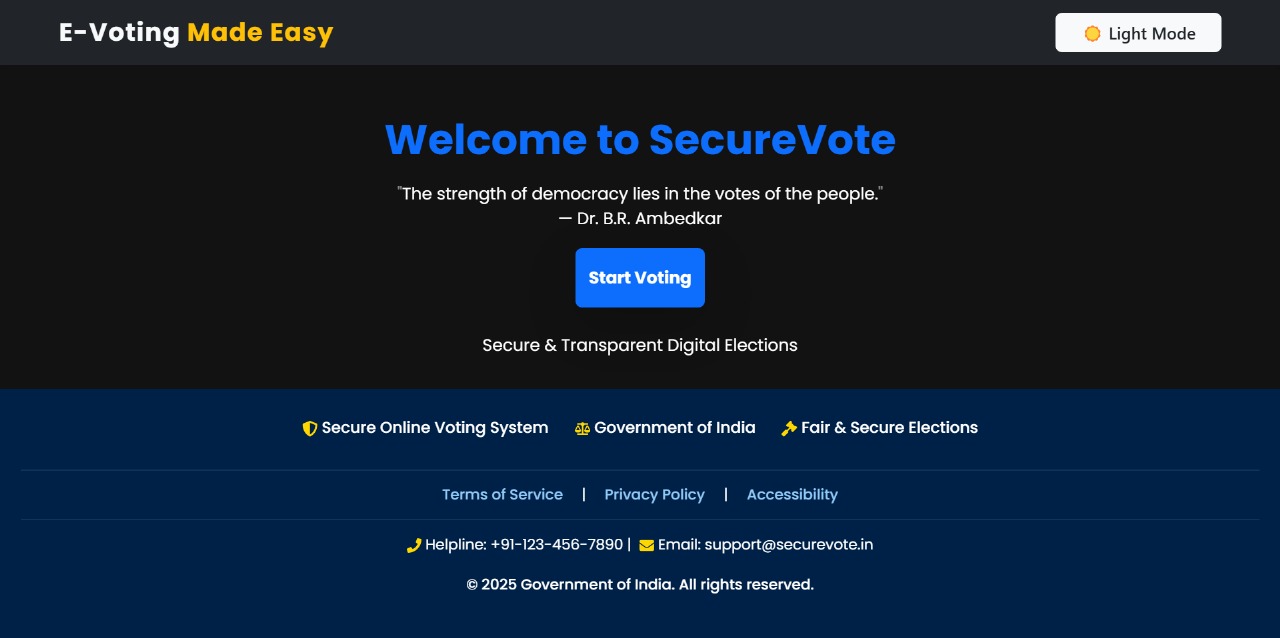 E-Voting Made Easy
Light Mode
Welcome to SecureVote
"The strength of democracy lies in the votes of the people."
— Dr. B.R. Ambedkar
Start Voting
Secure & Transparent Digital Elections
Secure Online Voting System Government of India Fair & Secure Elections
Terms of Service | Privacy Policy | Accessibility
Helpline: +91-123-456-7890 | Email: support@securevote.in
© 2025 Government of India. All rights reserved.